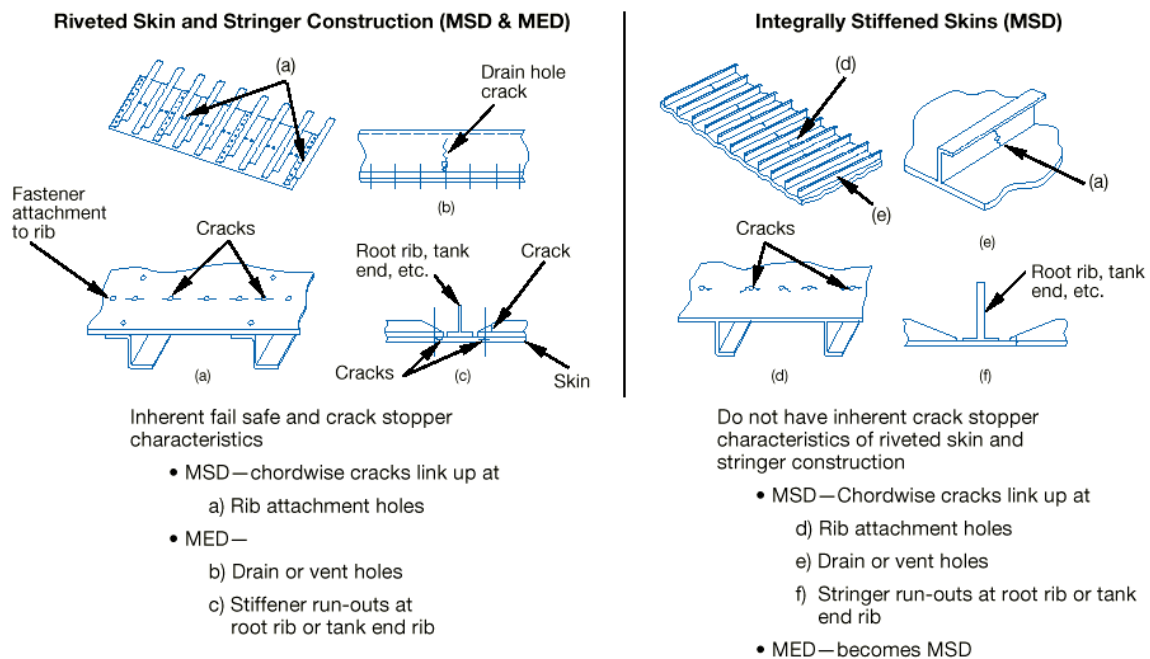 Riveted Skin and Stringer Construction (MSD & MED)
(a)
Drain hole
crack
(b)
Fastener
attachment
to rib
Cracks
(a)
Root rib, tank
end, etc.
Crack
Cracks
(c)
Skin
Inherent fail safe and crack stopper
characteristics
• MSD—chordwise cracks link up at
a) Rib attachment holes
• MED—
b) Drain or vent holes
c) Stiffener run-outs at
root rib or tank end rib
Integrally Stiffened Skins (MSD)
(d)
(e)
(a)
(e)
Cracks
(d)
Root rib, tank
end, etc.
(f)
Do not have inherent crack stopper
characteristics of riveted skin and
stringer construction
• MSD—Chordwise cracks link up at
d) Rib attachment holes
e) Drain or vent holes
f) Stringer run-outs at root rib or tank
end rib
• MED—becomes MSD